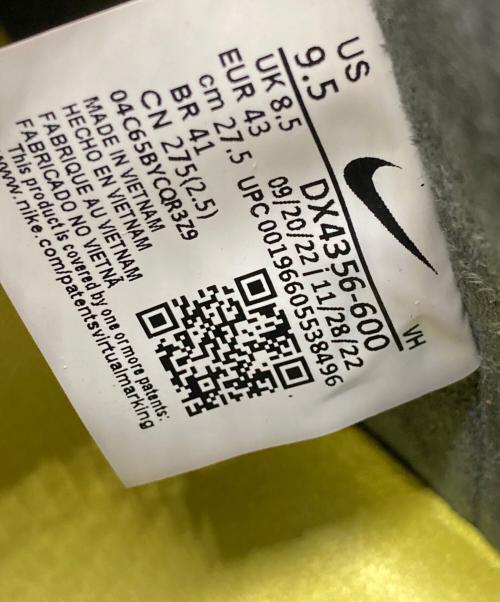 US
9.5
UK 8.5
EUR 43
cm 27.5
BR 41
CN 275(2.5)
04C65BYCQR3Z9
MADE IN VIETNAM
HECHO EN VIETNAM
FABRIQUE AU VIETNAM
FABRICADO NO VIETNÃ
This product is covered by one or more patents:
www.nike.com/patentsvirtualmarking
VH
DX4356-600
09/20/22 | 11/28/22
UPC 00196605538496